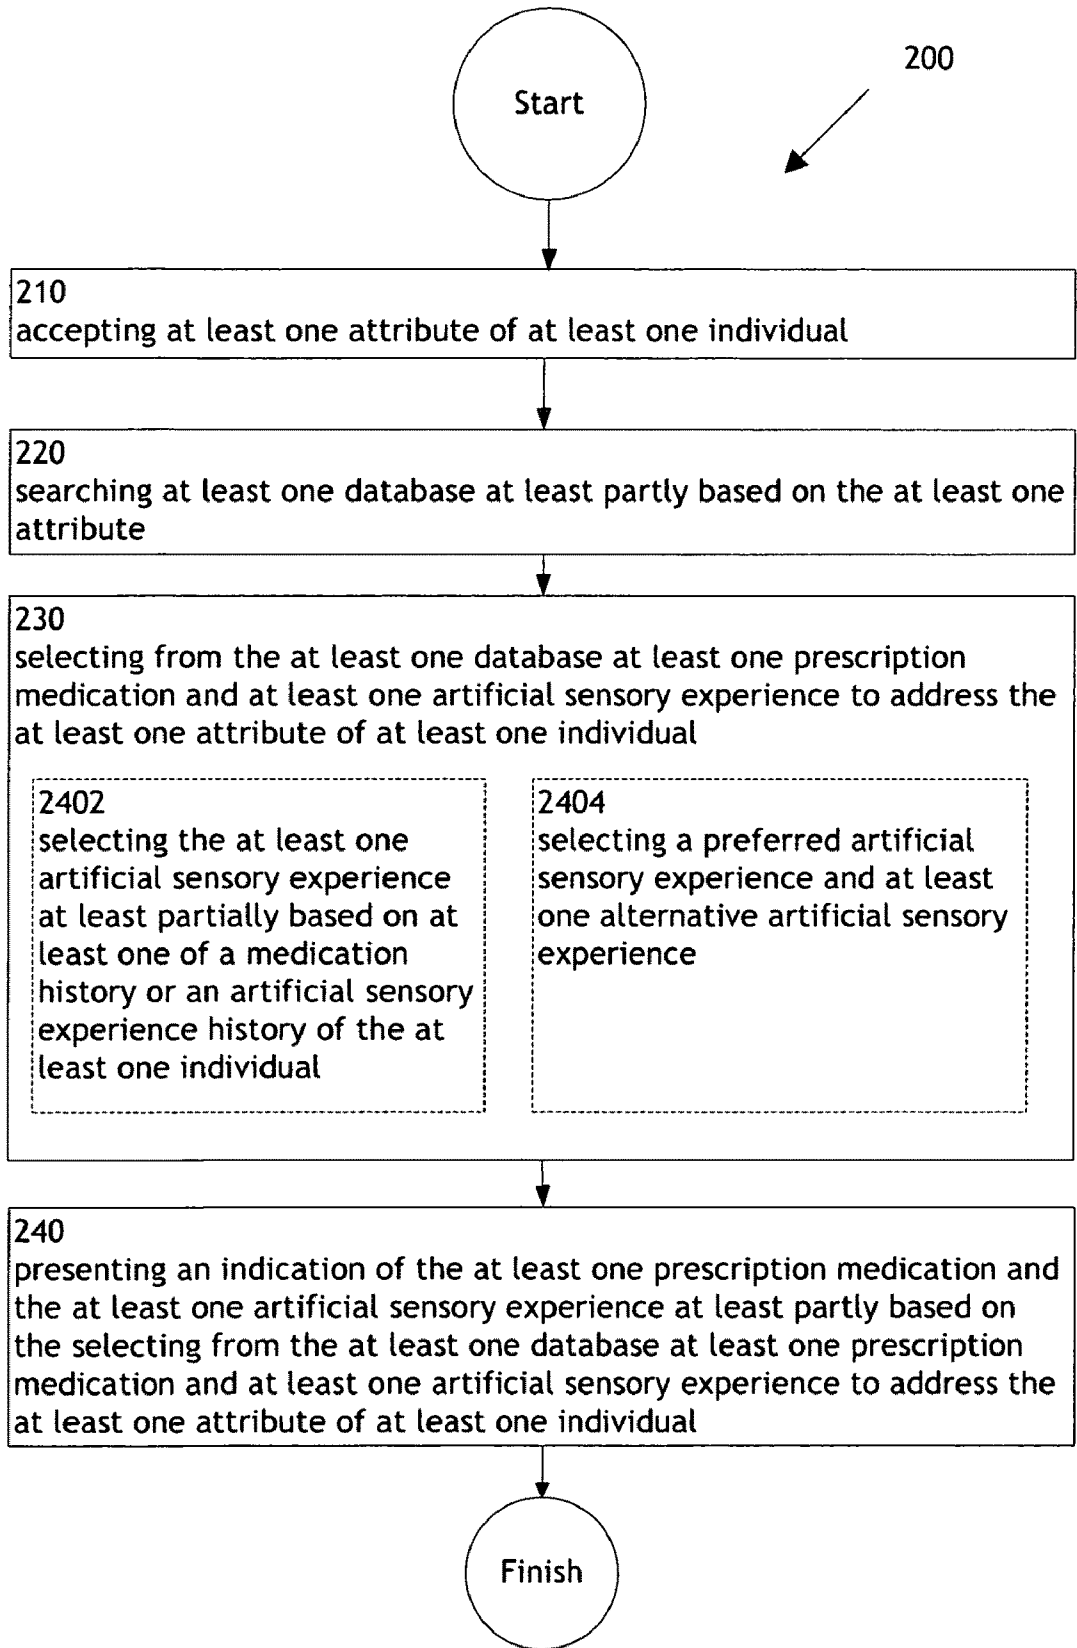 200
Start
210
accepting at least one attribute of at least one individual
220
searching at least one database at least partly based on the at least one
attribute
230
selecting from the at least one database at least one prescription
medication and at least one artificial sensory experience to address the
at least one attribute of at least one individual
2402
selecting the at least one
artificial sensory experience
at least partially based on at
least one of a medication
history or an artificial sensory
experience history of the at
least one individual
2404
selecting a preferred artificial
sensory experience and at least
one alternative artificial sensory
experience
240
presenting an indication of the at least one prescription medication and
the at least one artificial sensory experience at least partly based on
the selecting from the at least one database at least one prescription
medication and at least one artificial sensory experience to address the
at least one attribute of at least one individual
Finish